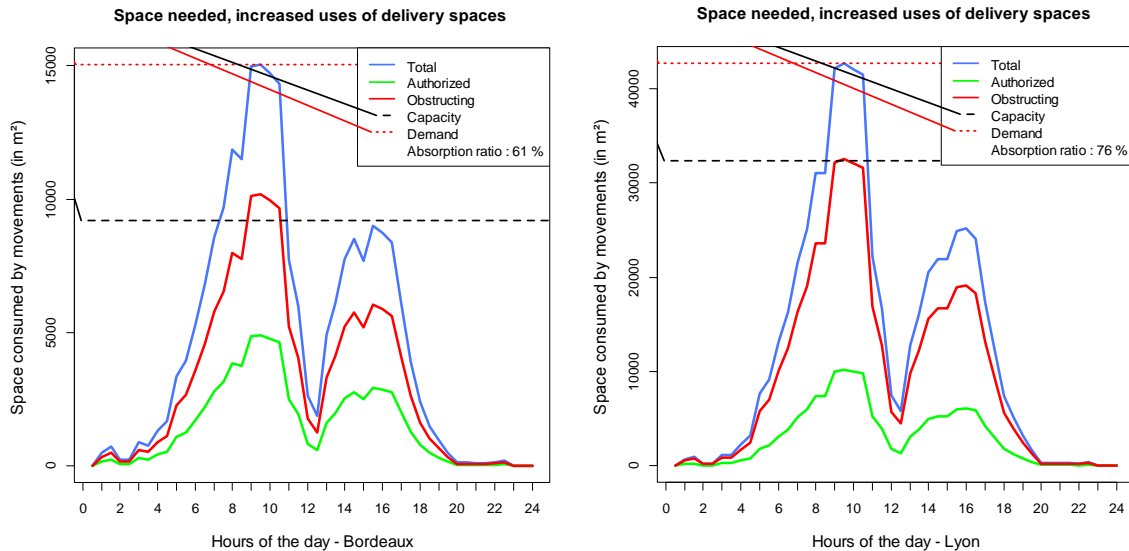 Space needed, increased uses of delivery spaces
Space consumed by movements (in m²)
15000
10000
5000
0
Total
Authorized
Obstructing
Capacity
Demand
Absorption ratio : 61 %
0 2 4 6 8 10 12 14 16 18 20 22 24
Hours of the day - Bordeaux
Space needed, increased uses of delivery spaces
Space consumed by movements (in m²)
40000
30000
20000
10000
0
Total
Authorized
Obstructing
Capacity
Demand
Absorption ratio : 76 %
0 2 4 6 8 10 12 14 16 18 20 22 24
Hours of the day - Lyon